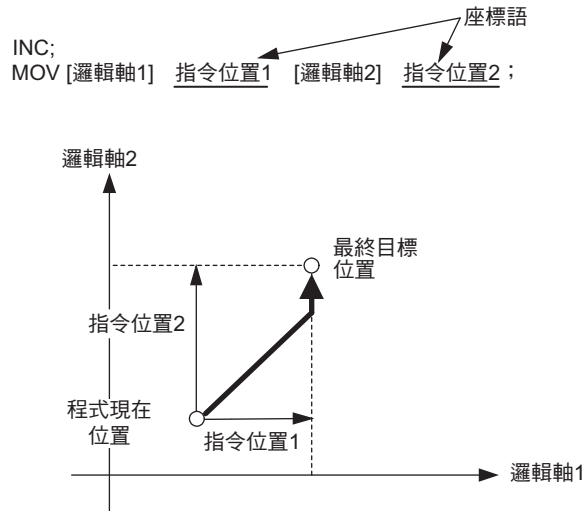 座標語
INC;
MOV [邏輯軸1] 指令位置1 [邏輯軸2] 指令位置2；
邏輯軸2
最終目標
位置
指令位置2
程式現在
位置
指令位置1
邏輯軸1